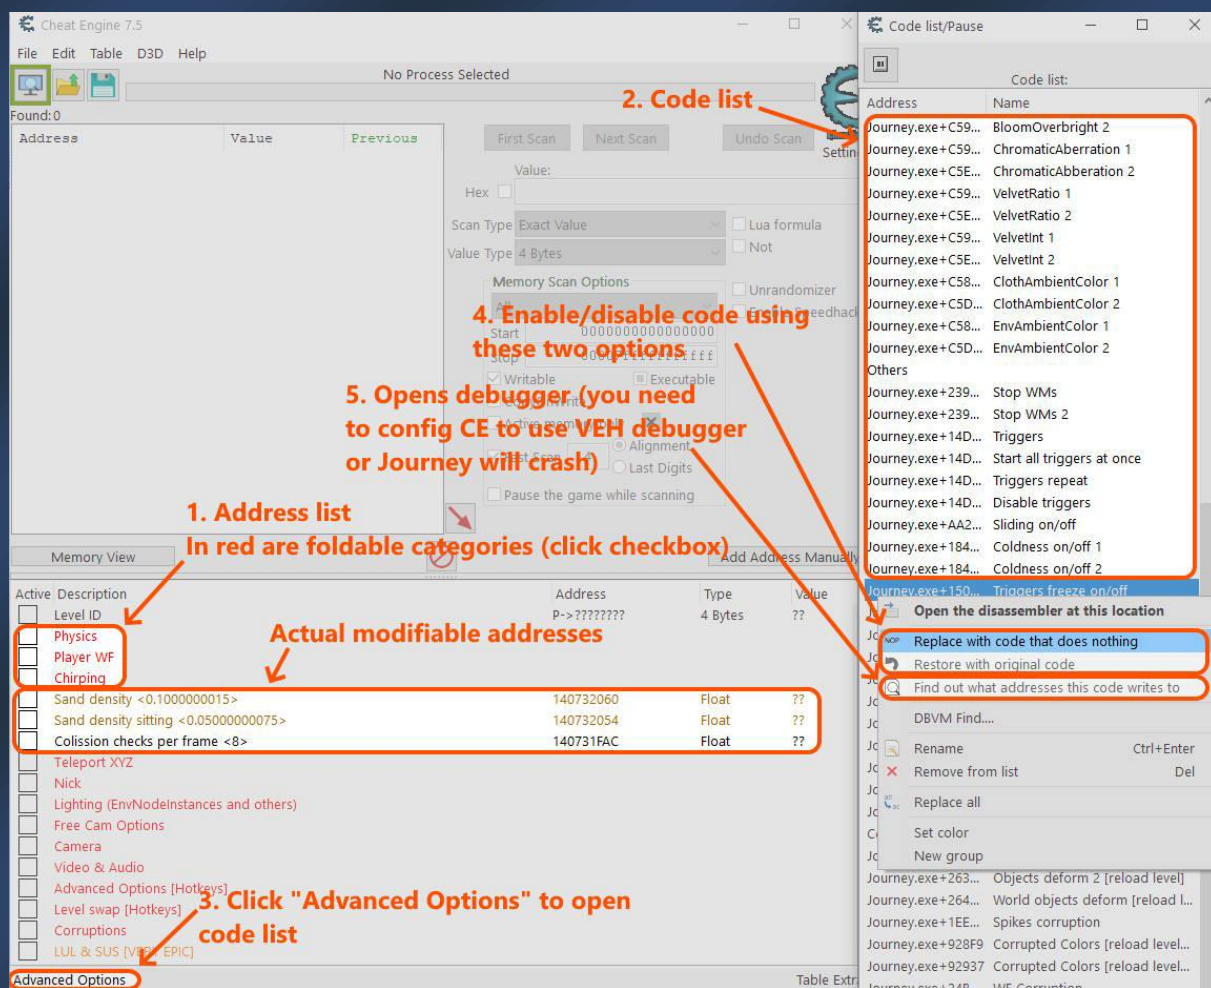 Cheat Engine 7.5
File Edit Table D3D Help
No Process Selected
Found:0
Address Value Previous
First Scan Next Scan Undo Scan
2. Code list
Value:
Hex
Scan Type Exact Value
Lua formula
Value Type 4 Bytes
Not
Memory Scan Options
Unrandomizer
Start 0000000000000000
Stop
Writable Executable
Alignment
Last Digits
Pause the game while scanning
4. Enable/disable code using
these two options
5. Opens debugger (you need
to config CE to use VEH debugger
or Journey will crash)
1. Address list
In red are foldable categories (click checkbox)
Memory View
Add Address Manually
Active Description Address Type Value
Level ID P->???????? 4 Bytes ??
Physics
Player WF
Chirping
Actual modifiable addresses
Sand density <0.1000000015> 140732060 Float ??
Sand density sitting <0.05000000075> 140732054 Float ??
Colission checks per frame <8> 140731FAC Float ??
Teleport XYZ
Nick
Lighting (EnvNodeInstances and others)
Free Cam Options
Camera
Video & Audio
Advanced Options [Hotkeys]
Level swap [Hotkeys]
Corruptions
LUL & SUS [VERY EPIC]
3. Click "Advanced Options" to open
code list
Advanced Options
Table Extr
Code list/Pause
Code list:
Address Name
Journey.exe+C59... BloomOverbright 2
Journey.exe+C59... ChromaticAberration 1
Journey.exe+C5E... ChromaticAbberation 2
Journey.exe+C59... VelvetRatio 1
Journey.exe+C5E... VelvetRatio 2
Journey.exe+C59... VelvetInt 1
Journey.exe+C5E... VelvetInt 2
Journey.exe+C58... ClothAmbientColor 1
Journey.exe+C5D... ClothAmbientColor 2
Journey.exe+C58... EnvAmbientColor 1
Journey.exe+C5D... EnvAmbientColor 2
Others
Journey.exe+239... Stop WMs
Journey.exe+239... Stop WMs 2
Journey.exe+14D... Triggers
Journey.exe+14D... Start all triggers at once
Journey.exe+14D... Triggers repeat
Journey.exe+14D... Disable triggers
Journey.exe+AA2... Sliding on/off
Journey.exe+184... Coldness on/off 1
Journey.exe+184... Coldness on/off 2
Journey.exe+150... Triggers freeze on/off
Open the disassembler at this location
NOP Replace with code that does nothing
Restore with original code
Find out what addresses this code writes to
DBVM Find....
Rename Ctrl+Enter
Remove from list Del
Replace all
Set color
New group
Journey.exe+263... Objects deform 2 [reload level]
Journey.exe+264... World objects deform [reload l...
Journey.exe+1EE... Spikes corruption
Journey.exe+928F9 Corrupted Colors [reload level...
Journey.exe+92937 Corrupted Colors [reload level...